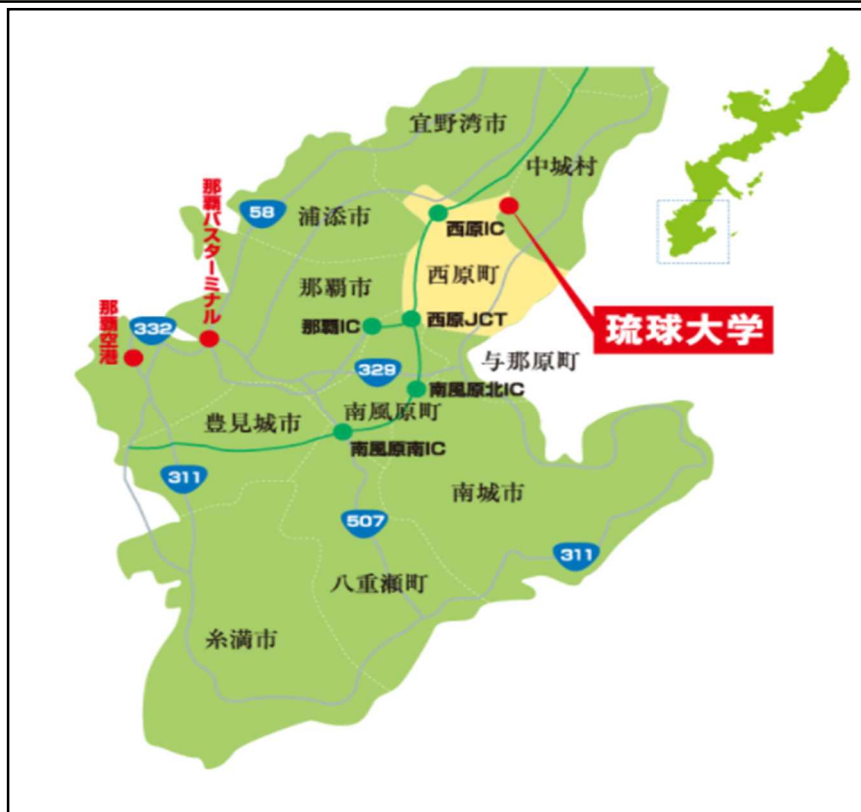 宜野湾市
中城村
那覇バスターミナル
58
浦添市
西原IC
西原町
那覇市
那覇空港
332
那覇IC
西原JCT
琉球大学
与那原町
329
南風原北IC
豊見城市
南風原町
南風原南IC
311
南城市
507
311
八重瀬町
糸満市